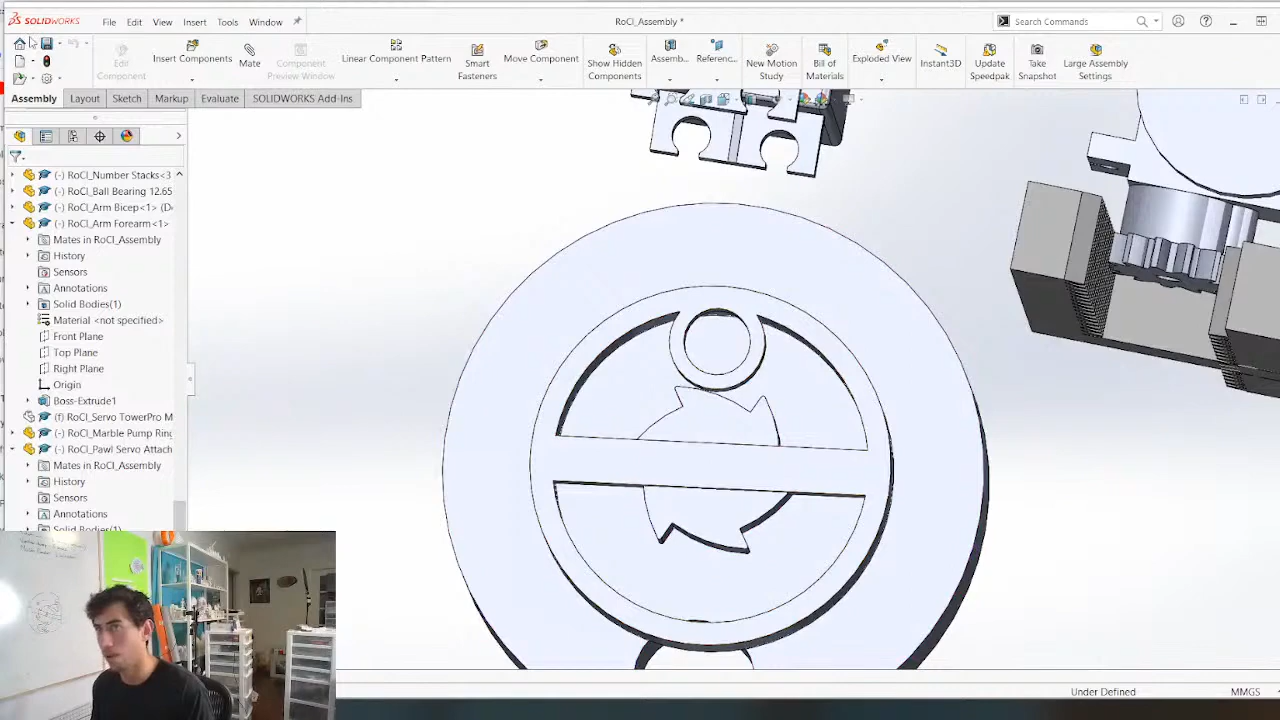 SOLIDWORKS File Edit View Insert Tools Window RoCI_Assembly * Search Commands
Edit Component
Insert Components
Mate
Component Preview Window
Linear Component Pattern
Smart Fasteners
Move Component
Show Hidden Components
Assemb...
Referenc...
New Motion Study
Bill of Materials
Exploded View
Instant3D
Update Speedpak
Take Snapshot
Large Assembly Settings
Assembly Layout Sketch Markup Evaluate SOLIDWORKS Add-Ins
(-) RoCI_Number Stacks<3
(-) RoCI_Ball Bearing 12.65
(-) RoCI_Arm Bicep<1> (De
(-) RoCI_Arm Forearm<1>
Mates in RoCI_Assembly
History
Sensors
Annotations
Solid Bodies(1)
Material <not specified>
Front Plane
Top Plane
Right Plane
Origin
Boss-Extrude1
(f) RoCI_Servo TowerPro M
(-) RoCI_Marble Pump Ring
(-) RoCI_Pawl Servo Attach
Mates in RoCI_Assembly
History
Sensors
Annotations
Solid Bodies(1)
Under Defined MMGS